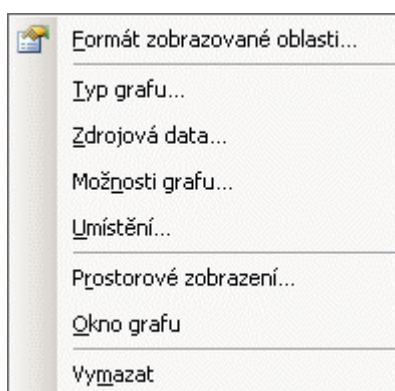 Formát zobrazované oblasti...
Typ grafu...
Zdrojová data...
Možnosti grafu...
Umístění...
Prostorové zobrazení...
Okno grafu
Vymazat